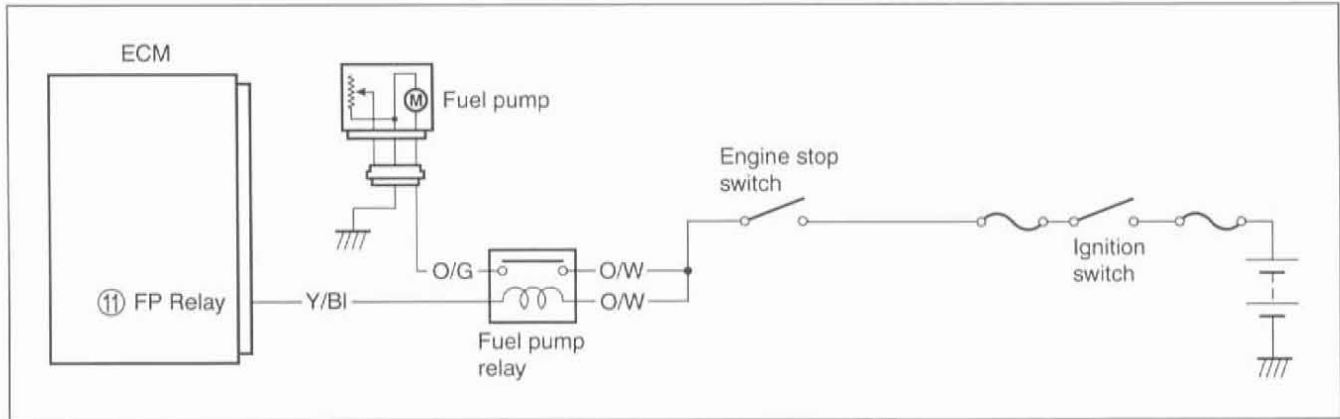 ECM
Fuel pump
M
Engine stop
switch
Ignition
switch
O/G
O/W
⑪ FP Relay
Y/Bl
O/W
Fuel pump
relay